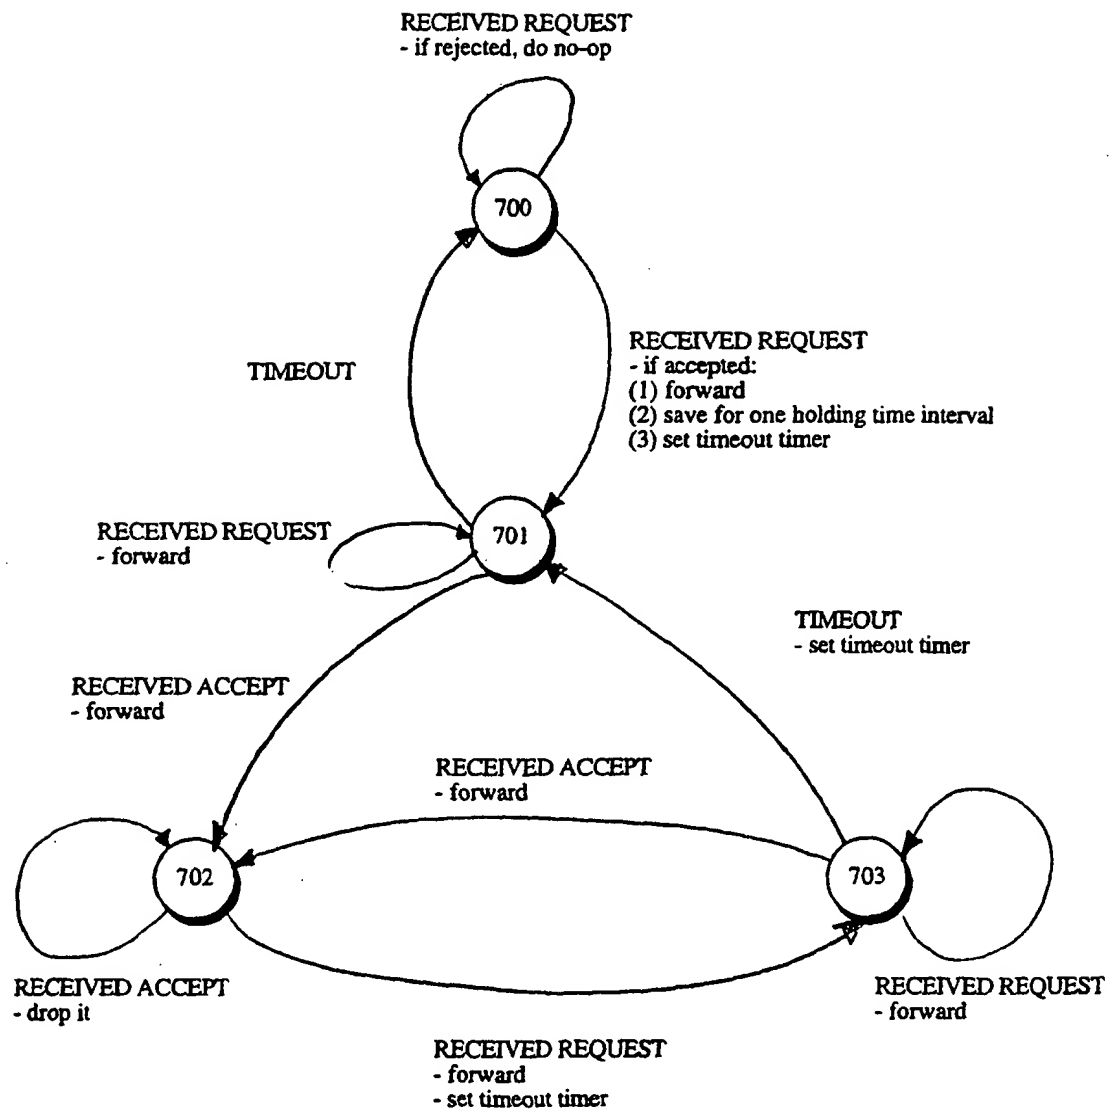 RECEIVED REQUEST
- if rejected, do no-op
700
TIMEOUT
RECEIVED REQUEST
- if accepted:
(1) forward
(2) save for one holding time interval
(3) set timeout timer
RECEIVED REQUEST
- forward
701
TIMEOUT
- set timeout timer
RECEIVED ACCEPT
- forward
RECEIVED ACCEPT
- forward
702
703
RECEIVED ACCEPT
- drop it
RECEIVED REQUEST
- forward
RECEIVED REQUEST
- forward
- set timeout timer